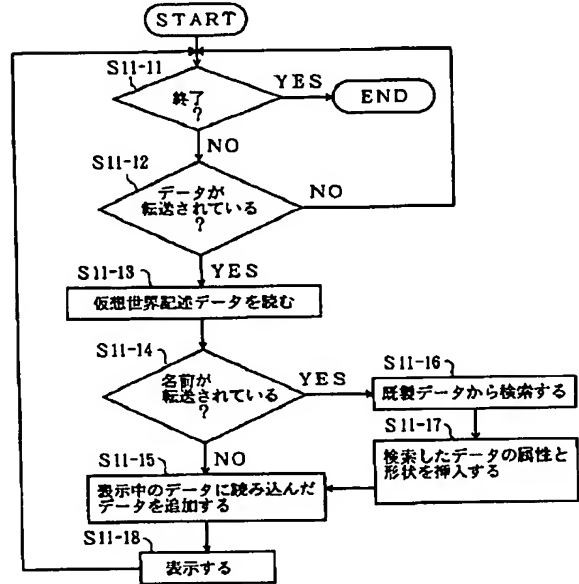 START
S11-11
終了
?
YES
END
NO
S11-12
データが
転送されている
?
NO
YES
S11-13
仮想世界記述データを読む
S11-14
名前が
転送されている
?
YES
S11-16
既製データから検索する
S11-17
検索したデータの属性と
形状を挿入する
NO
S11-15
表示中のデータに読み込んだ
データを追加する
S11-18
表示する